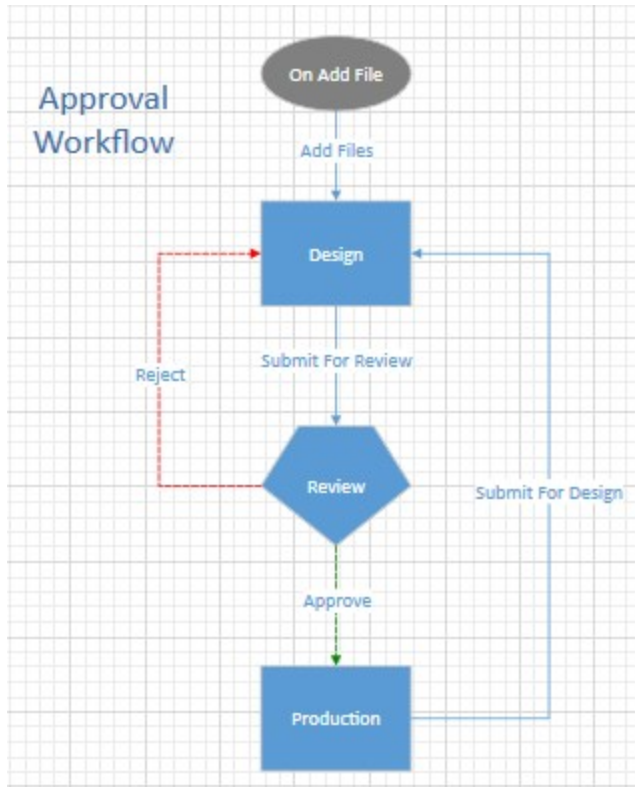 On Add File
Approval
Workflow
Add Files
Design
Submit For Review
Reject
Review
Submit For Design
Approve
Production